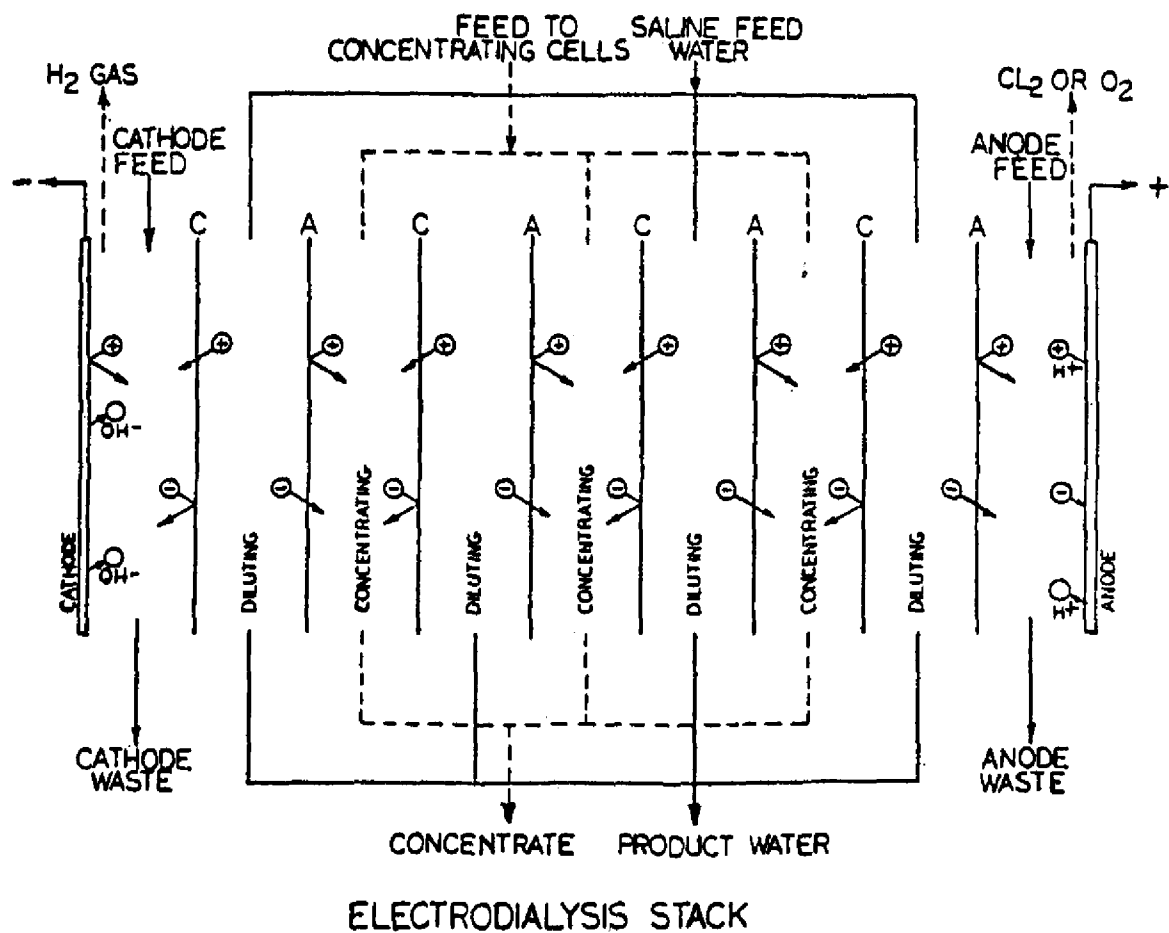 FEED TO
CONCENTRATING CELLS
SALINE FEED
WATER
H2 GAS
CL2 OR O2
CATHODE
FEED
ANODE
FEED
-
+
C
A
C
A
C
A
C
A
+
+
+
+
+
+
+
+
+
H+
OH-
-
-
-
-
-
-
-
-
-
CATHODE
OH-
DILUTING
CONCENTRATING
DILUTING
CONCENTRATING
DILUTING
CONCENTRATING
DILUTING
H+
ANODE
CATHODE
WASTE
ANODE
WASTE
CONCENTRATE
PRODUCT WATER
ELECTRODIALYSIS STACK